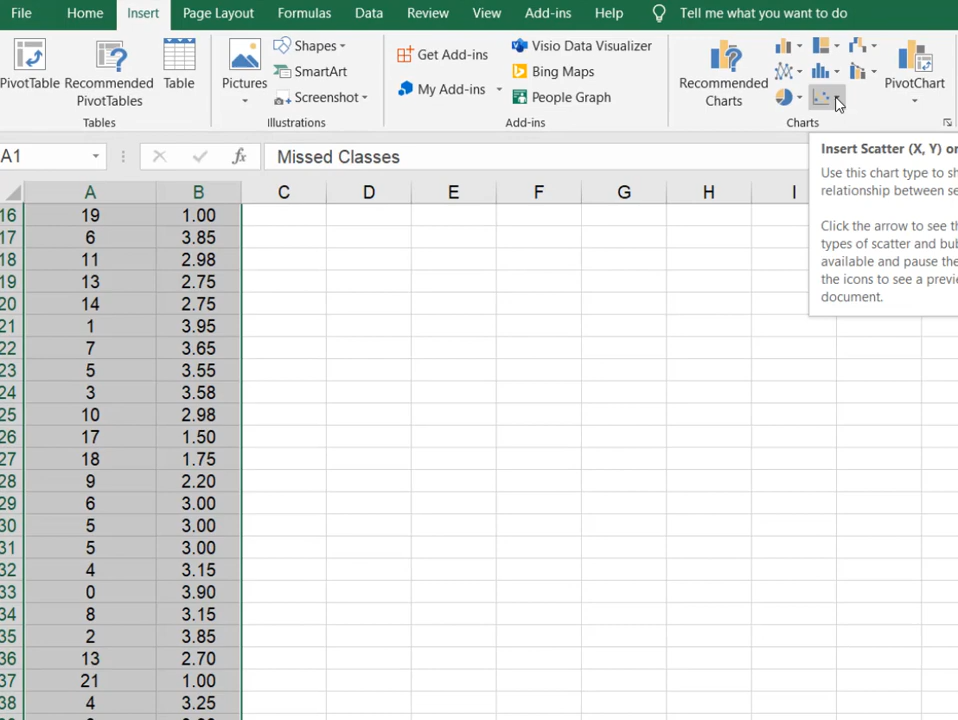 File Home Insert Page Layout Formulas Data Review View Add-ins Help Tell me what you want to do
PivotTable Recommended PivotTables Table
Tables
Pictures Shapes SmartArt Screenshot
Illustrations
Get Add-ins My Add-ins Visio Data Visualizer Bing Maps People Graph
Add-ins
Recommended Charts PivotChart
Charts
A1 fx Missed Classes
Insert Scatter (X, Y) or
Use this chart type to sh
relationship between se
Click the arrow to see th
types of scatter and bub
available and pause the
the icons to see a previe
document.
A B C D E F G H I
16 19 1.00
17 6 3.85
18 11 2.98
19 13 2.75
20 14 2.75
21 1 3.95
22 7 3.65
23 5 3.55
24 3 3.58
25 10 2.98
26 17 1.50
27 18 1.75
28 9 2.20
29 6 3.00
30 5 3.00
31 5 3.00
32 4 3.15
33 0 3.90
34 8 3.15
35 2 3.85
36 13 2.70
37 21 1.00
38 4 3.25